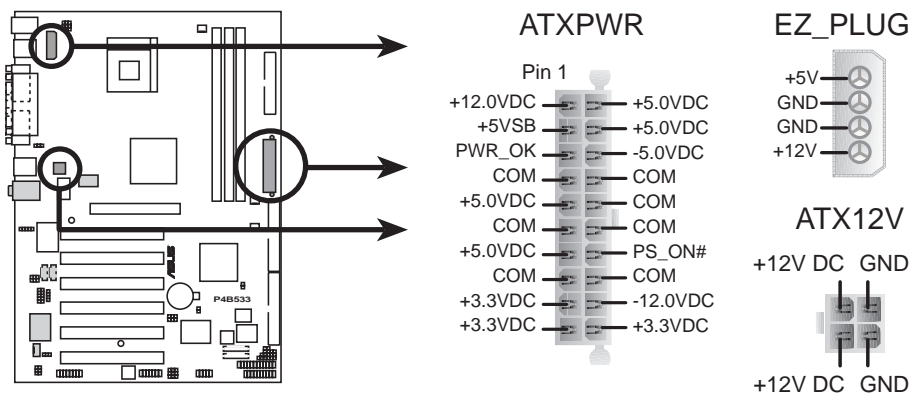 ATXPWR
EZ_PLUG
Pin 1
+12.0VDC
+5VSB
PWR_OK
COM
+5.0VDC
COM
+5.0VDC
COM
+3.3VDC
+3.3VDC
+5.0VDC
+5.0VDC
-5.0VDC
COM
COM
COM
PS_ON#
COM
-12.0VDC
+3.3VDC
+5V
GND
GND
+12V
ATX12V
+12V DC GND
+12V DC GND
ASUS
P4B533